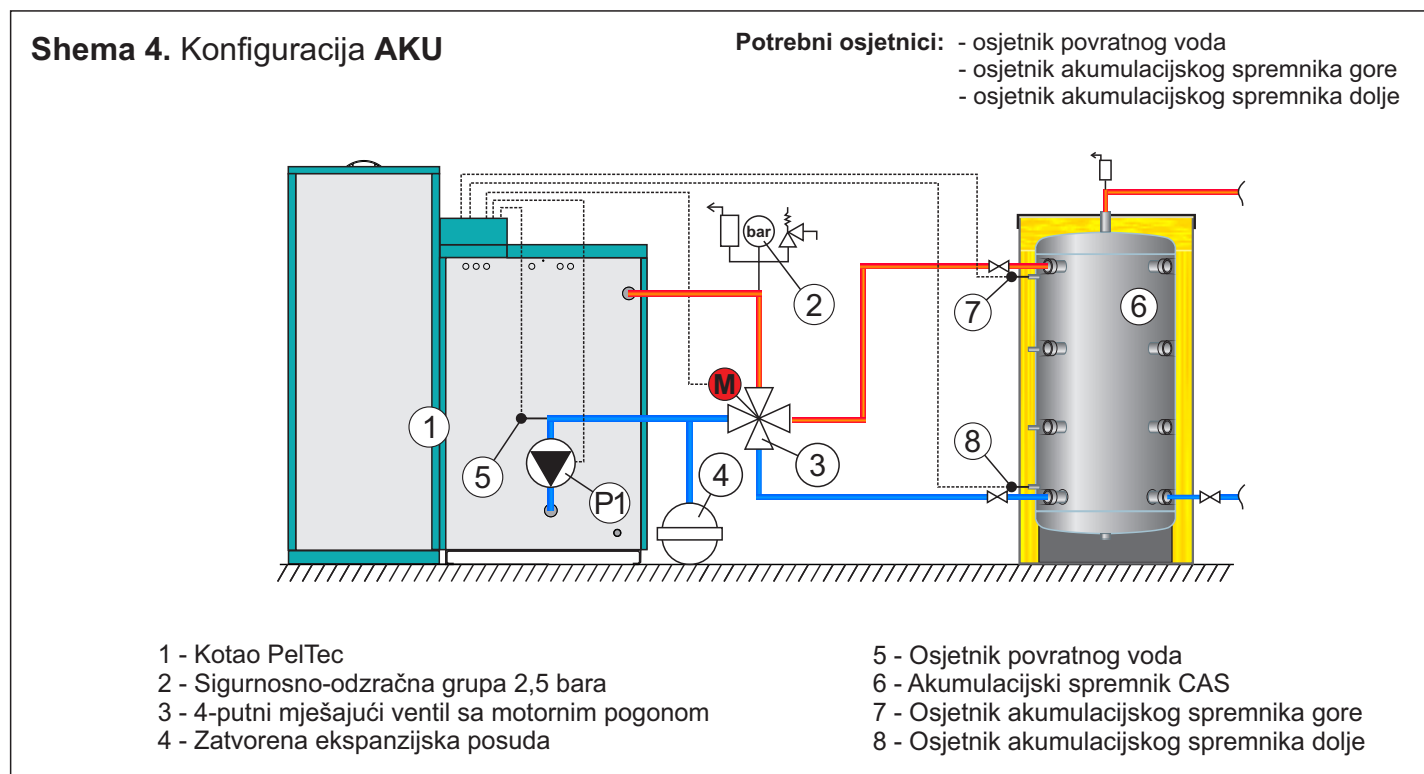 Shema 4. Konfiguracija AKU
Potrebni osjetnici: - osjetnik povratnog voda
- osjetnik akumulacijskog spremnika gore
- osjetnik akumulacijskog spremnika dolje
bar
2
7
6
M
1
5
P1
4
3
8
1 - Kotao PelTec
2 - Sigurnosno-odzračna grupa 2,5 bara
3 - 4-putni mješajući ventil sa motornim pogonom
4 - Zatvorena ekspanzijska posuda
5 - Osjetnik povratnog voda
6 - Akumulacijski spremnik CAS
7 - Osjetnik akumulacijskog spremnika gore
8 - Osjetnik akumulacijskog spremnika dolje